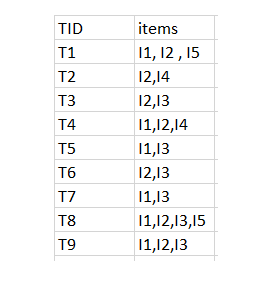 TID items
T1 I1, I2 , I5
T2 I2,I4
T3 I2,I3
T4 I1,I2,I4
T5 I1,I3
T6 I2,I3
T7 I1,I3
T8 I1,I2,I3,I5
T9 I1,I2,I3